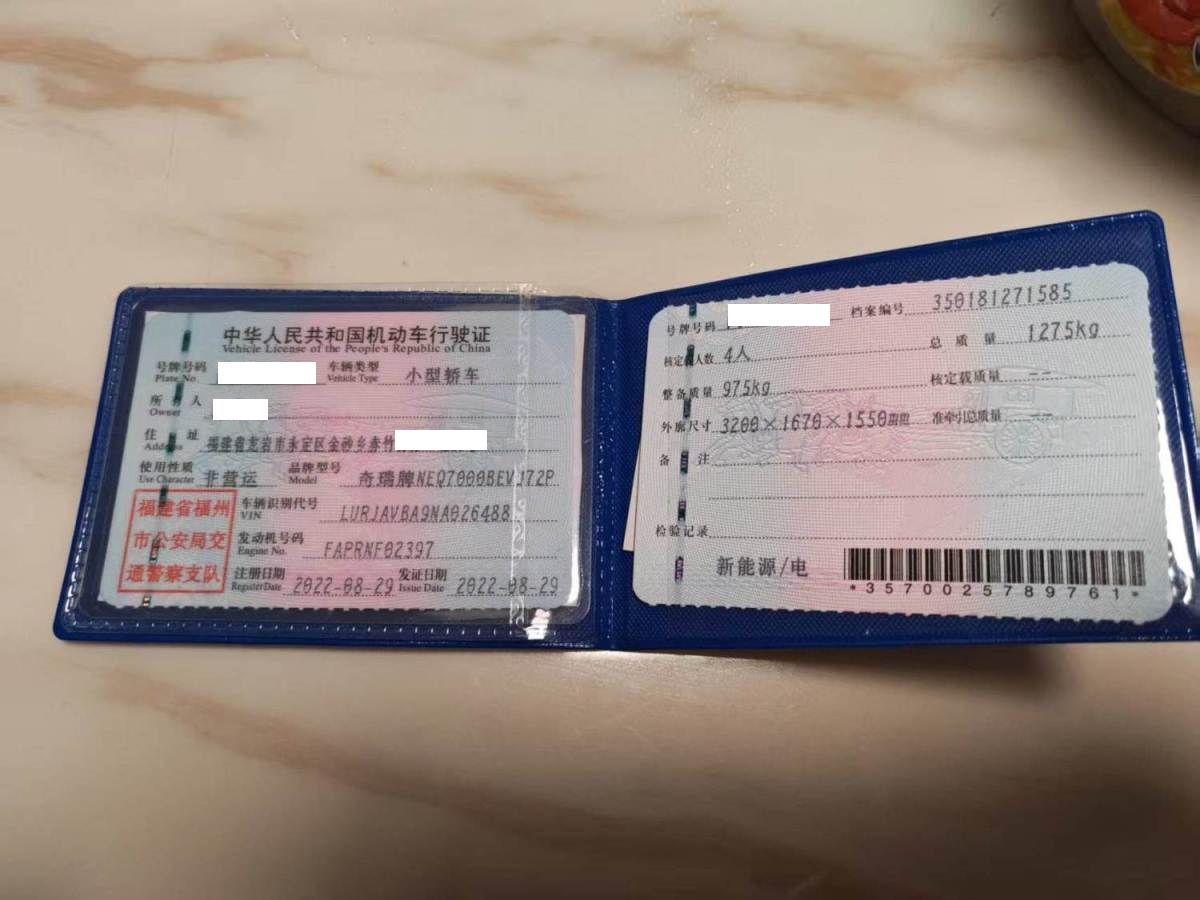 中华人民共和国机动车行驶证
Vehicle License of the People's Republic of China
号牌号码 车辆类型 小型轿车
Plate No. Vehicle Type
所有人
Owner
住 址 福建省龙岩市永定区金砂乡赤竹
Address
使用性质 非营运 品牌型号 奇瑞牌NEQ7000BEVJ72P
Use Character Model
福建省福州
市公安局交
通警察支队
车辆识别代号 LURJAVBA9NA026488
VIN
发动机号码 FAPRNF02397
Engine No.
注册日期 2022-08-29 发证日期 2022-08-29
Register Date Issue Date
号牌号码 档案编号 350181271585
核定载人数 4人 总 质 量 1275kg
整备质量 975kg 核定载质量 --
外廓尺寸 3200×1670×1550mm 准牵引总质量 --
备 注
检验记录
新能源/电
*3570025789761*